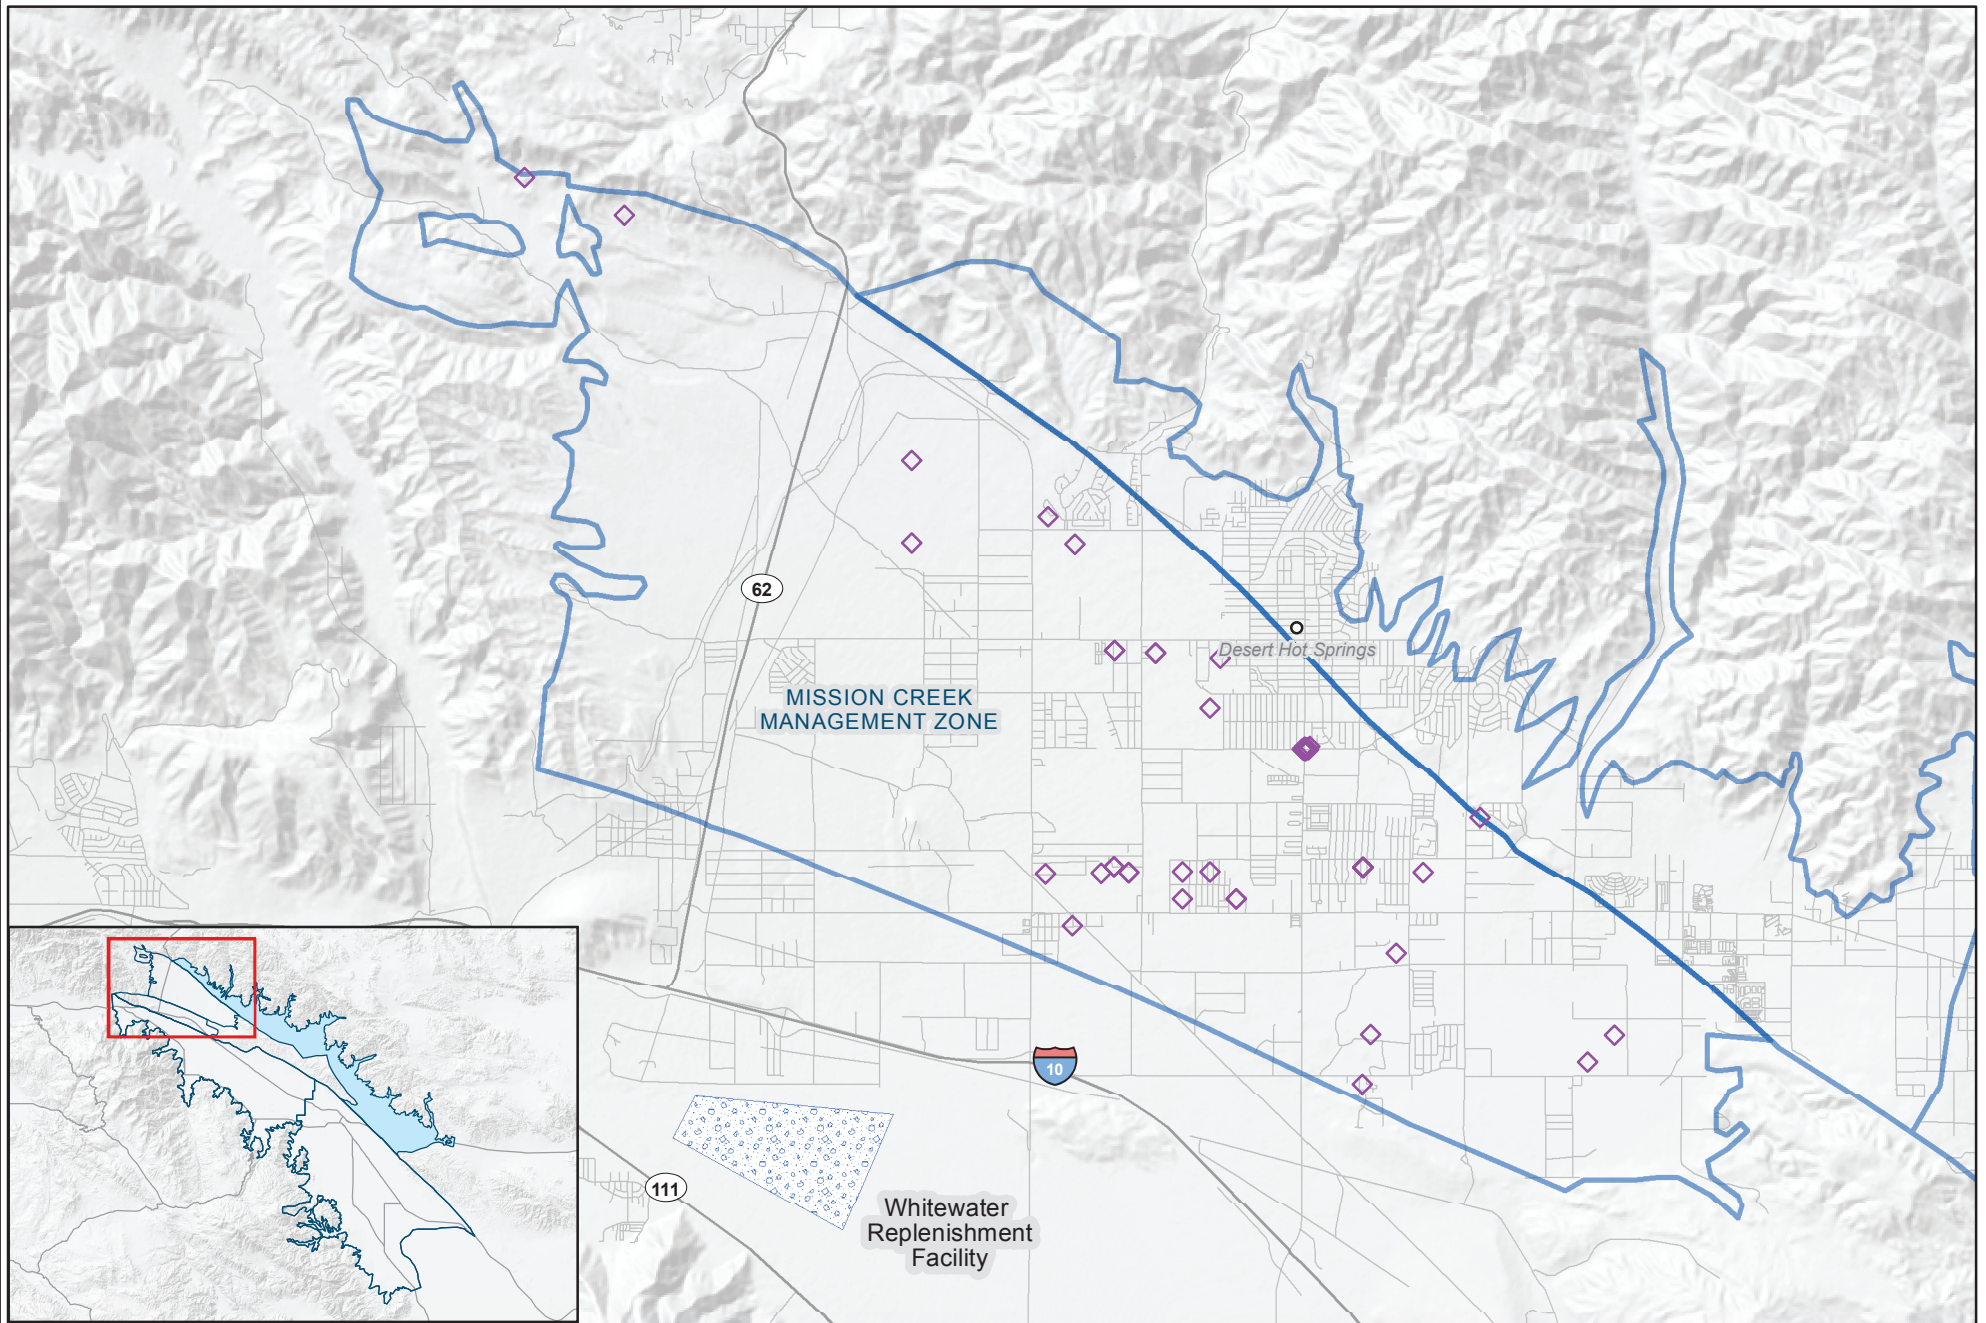 62
Desert Hot Springs
MISSION CREEK
MANAGEMENT ZONE
10
111
Whitewater
Replenishment
Facility